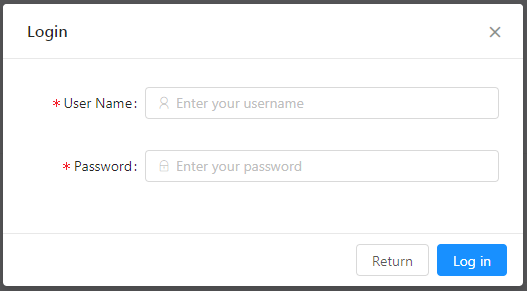 Login
* User Name:
Enter your username
* Password:
Enter your password
Return
Log in